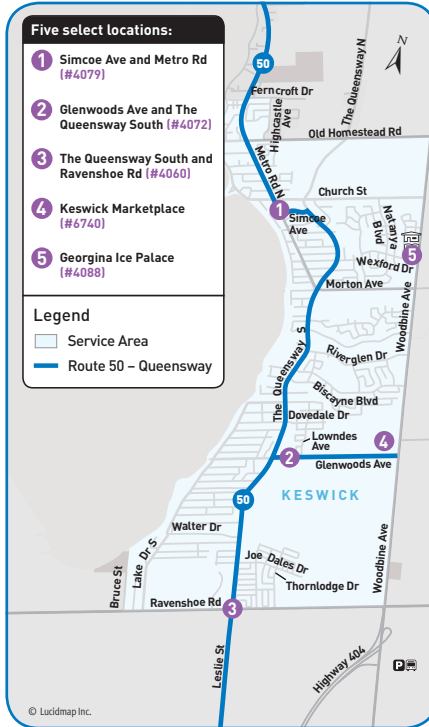 Five select locations:
1 Simcoe Ave and Metro Rd
(#4079)
2 Glenwoods Ave and The
Queensway South (#4072)
3 The Queensway South and
Ravenshoe Rd (#4060)
4 Keswick Marketplace
(#6740)
5 Georgina Ice Palace
(#4088)
Legend
Service Area
Route 50 – Queensway
50
N
The Queensway N
Ferncroft Dr
Highcastle
Ave
Old Homestead Rd
Metro Rd N
Church St
1
Simcoe
Ave
Natanya
Blvd
5
Wexford Dr
Morton Ave
Woodbine Ave
The Queensway S
Riverglen Dr
Biscayne Blvd
Dovedale Dr
Lowndes
Ave
4
2
Glenwoods Ave
KESWICK
50
Walter Dr
Lake Dr S
Bruce St
Joe Dales Dr
Thornlodge Dr
Woodbine Ave
Ravenshoe Rd
3
Leslie St
Highway 404
P
© Lucidmap Inc.